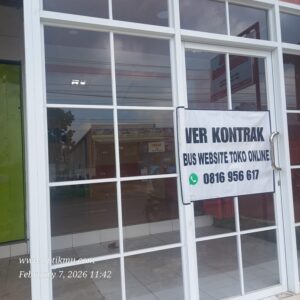 VER KONTRAK
BUS WEBSITE TOKO ONLINE
0816 956 617
February 7, 2026 11:42